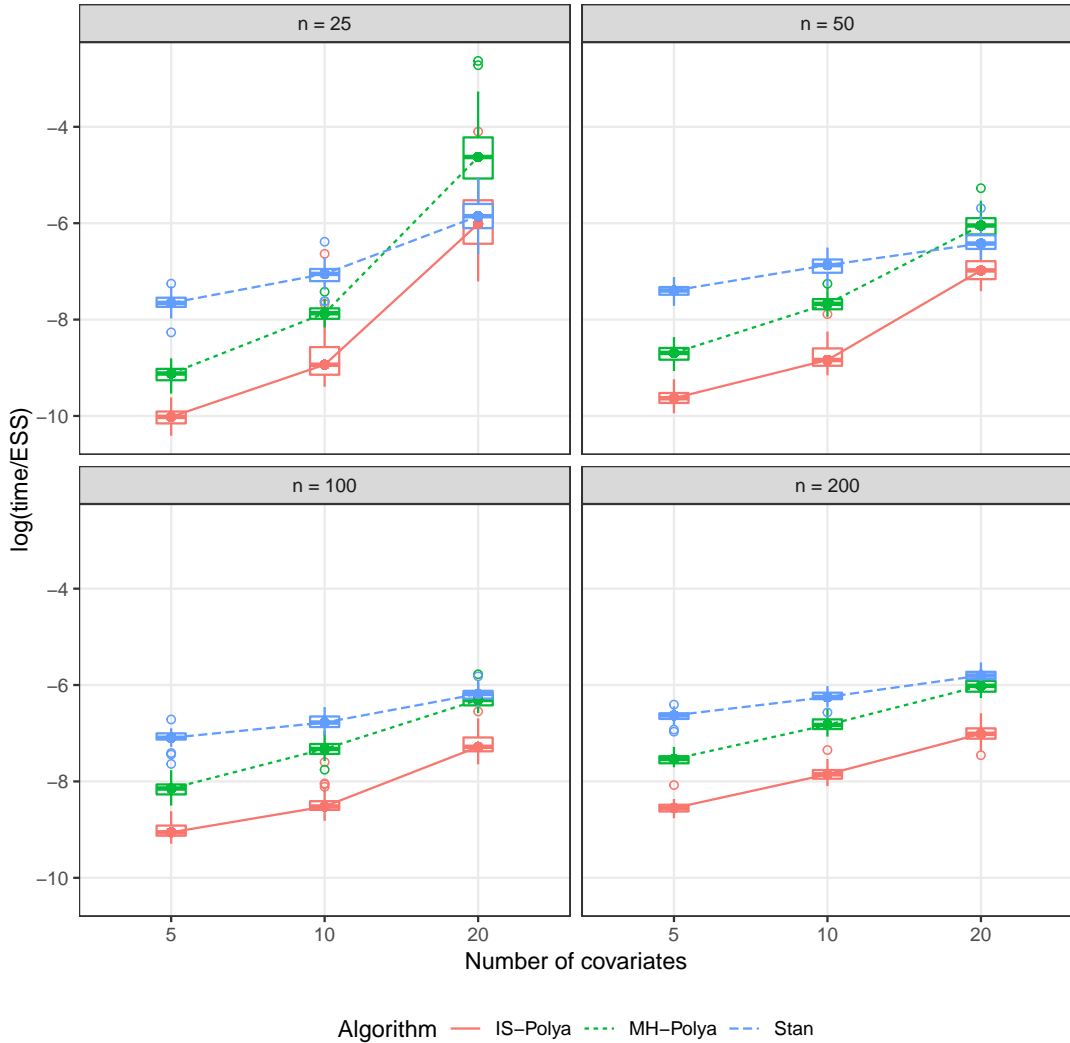 n = 25
n = 50
−4
−6
−8
−10
n = 100
n = 200
−4
−6
−8
−10
log(time/ESS)
5 10 20 5 10 20
Number of covariates
Algorithm IS−Polya MH−Polya Stan